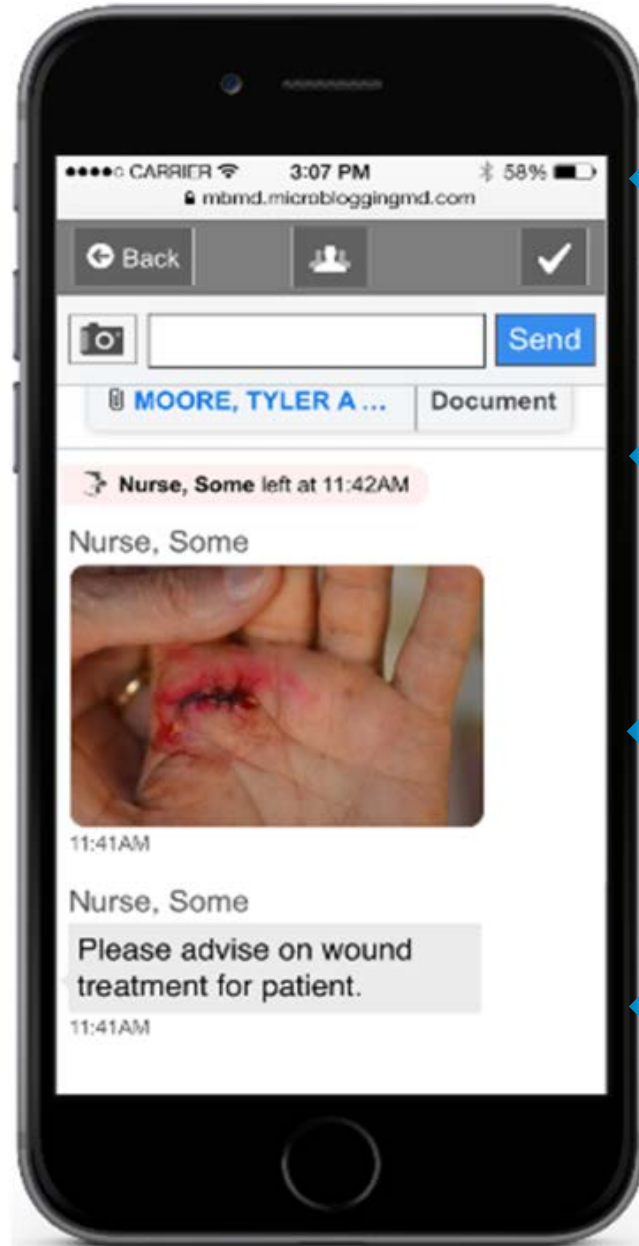 CARRIER 3:07 PM 58%
mbmd.microbloggingmd.com
Back
Send
MOORE, TYLER A ... Document
Nurse, Some left at 11:42AM
Nurse, Some
11:41AM
Nurse, Some
Please advise on wound
treatment for patient.
11:41AM